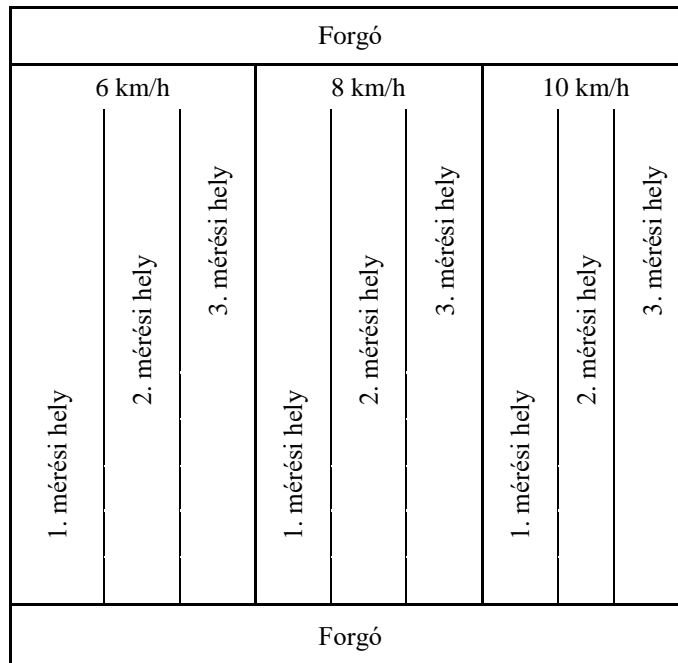 Forgó
6 km/h
8 km/h
10 km/h
1. mérési hely
2. mérési hely
3. mérési hely
1. mérési hely
2. mérési hely
3. mérési hely
1. mérési hely
2. mérési hely
3. mérési hely
Forgó